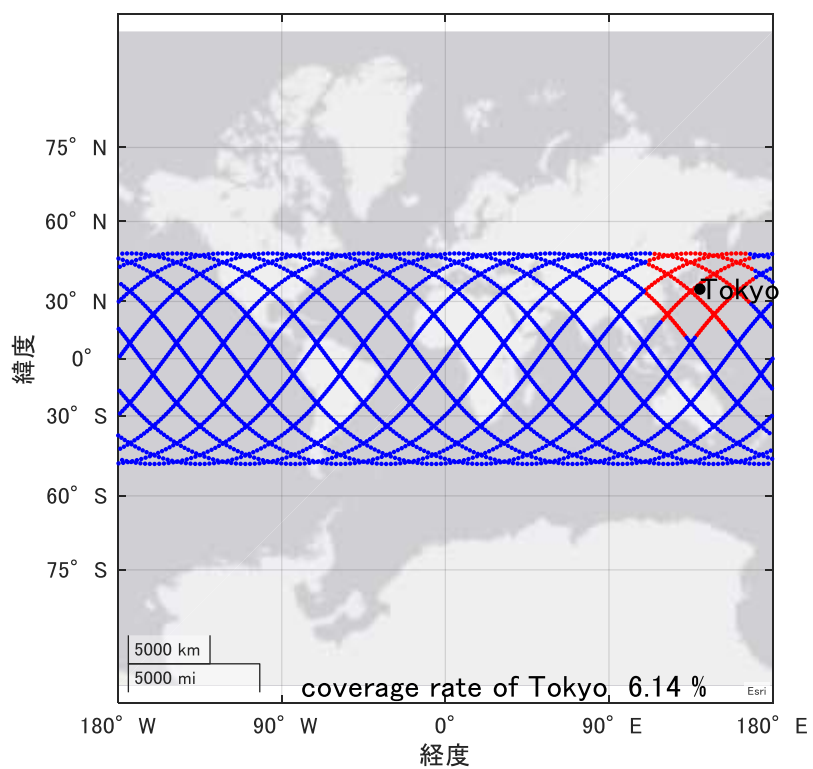 75° N
60° N
30° N
0°
30° S
60° S
75° S
緯度
Tokyo
5000 km
5000 mi
coverage rate of Tokyo 6.14 %
Esri
180° W
90° W
0°
90° E
180° E
経度